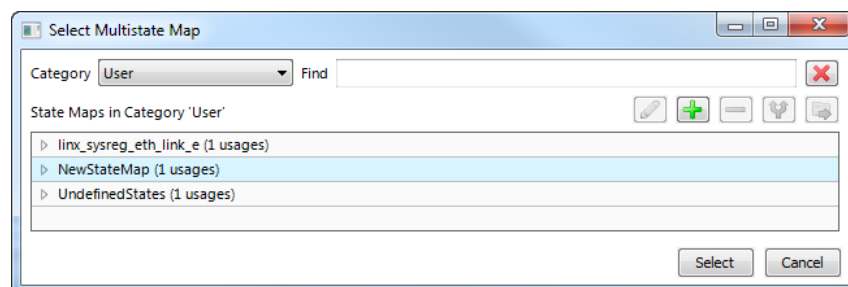 Select Multistate Map
Category User Find
State Maps in Category 'User'
linx_sysreg_eth_link_e (1 usages)
NewStateMap (1 usages)
UndefinedStates (1 usages)
Select Cancel